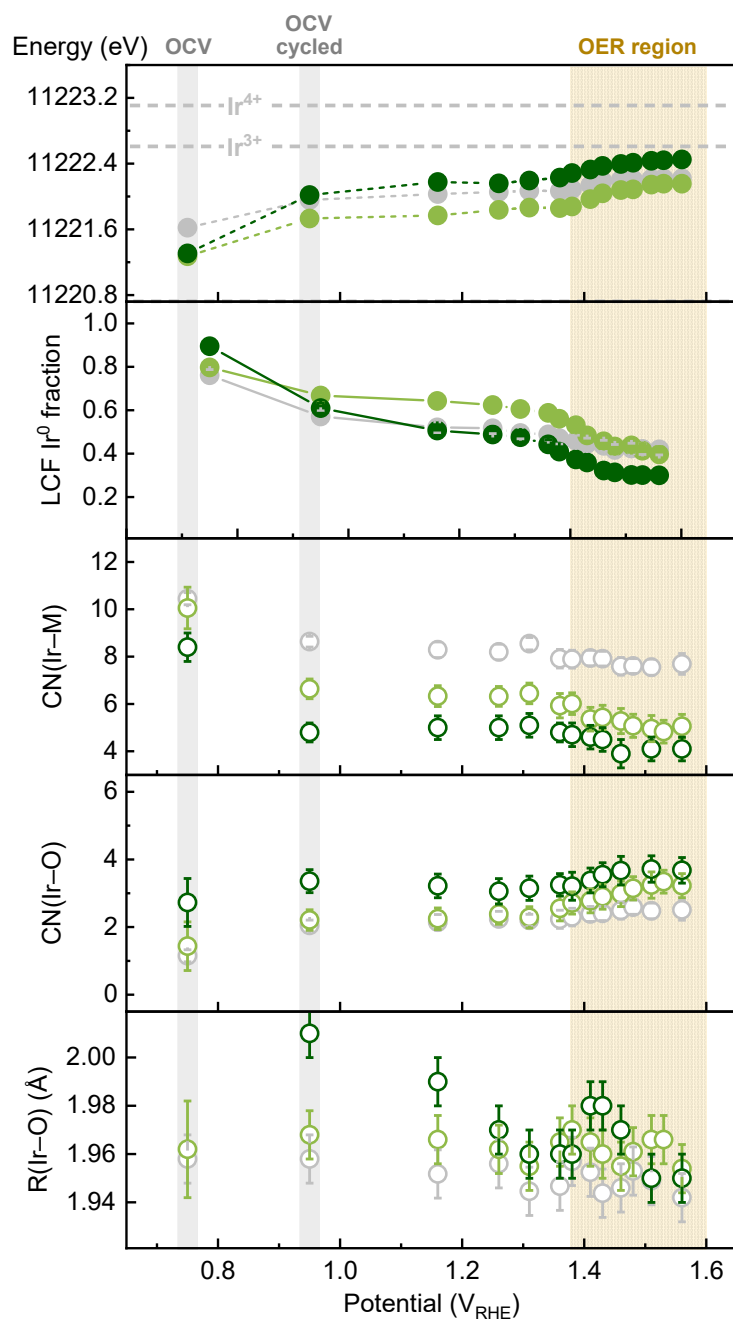 Energy (eV)
OCV
OCV
cycled
OER region
11223.2
11222.4
11221.6
11220.8
Ir⁴⁺
Ir³⁺
LCF Ir⁰ fraction
1.0
0.8
0.6
0.4
0.2
CN(Ir–M)
12
10
8
6
4
CN(Ir–O)
6
4
2
0
R(Ir–O) (Å)
2.00
1.98
1.96
1.94
0.8
1.0
1.2
1.4
1.6
Potential (V_RHE)